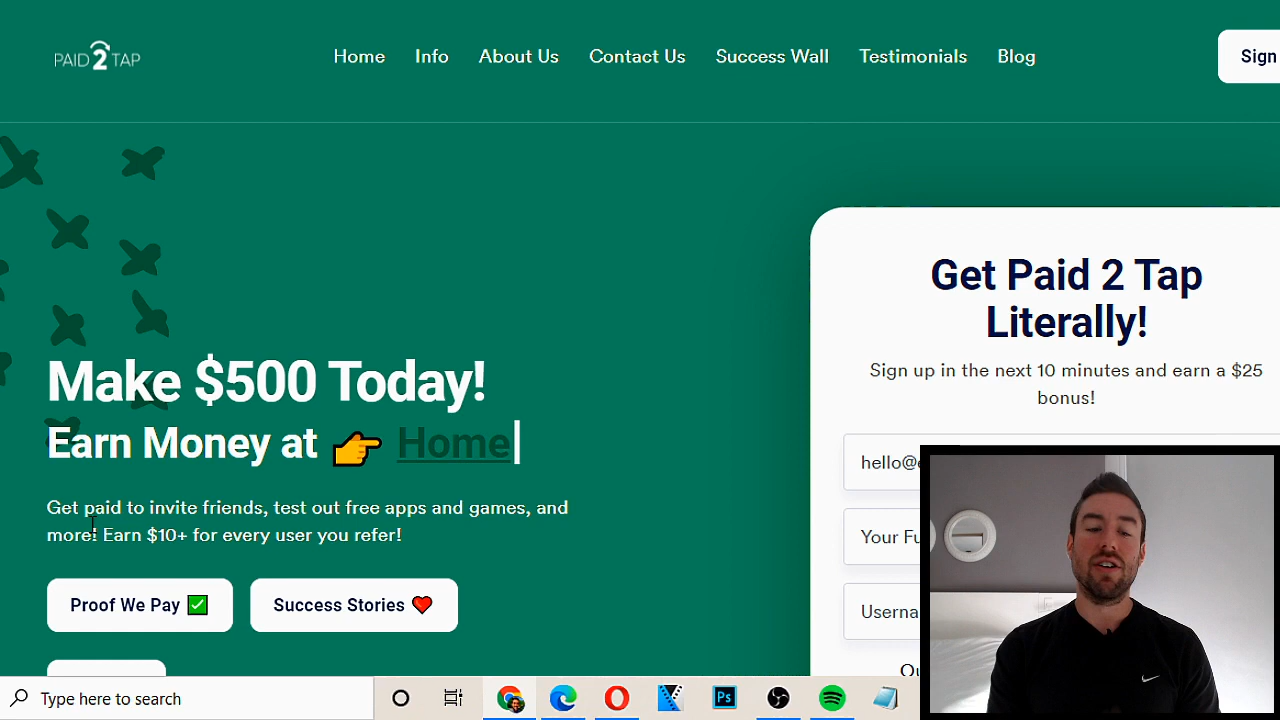 PAID 2 TAP
Home Info About Us Contact Us Success Wall Testimonials Blog
Sign
Make $500 Today!
Earn Money at 👉 Home
Get paid to invite friends, test out free apps and games, and
more! Earn $10+ for every user you refer!
Proof We Pay ✅
Success Stories ❤️
Get Paid 2 Tap
Literally!
Sign up in the next 10 minutes and earn a $25
bonus!
hello@
Your Fu
Userna
Type here to search
Ps